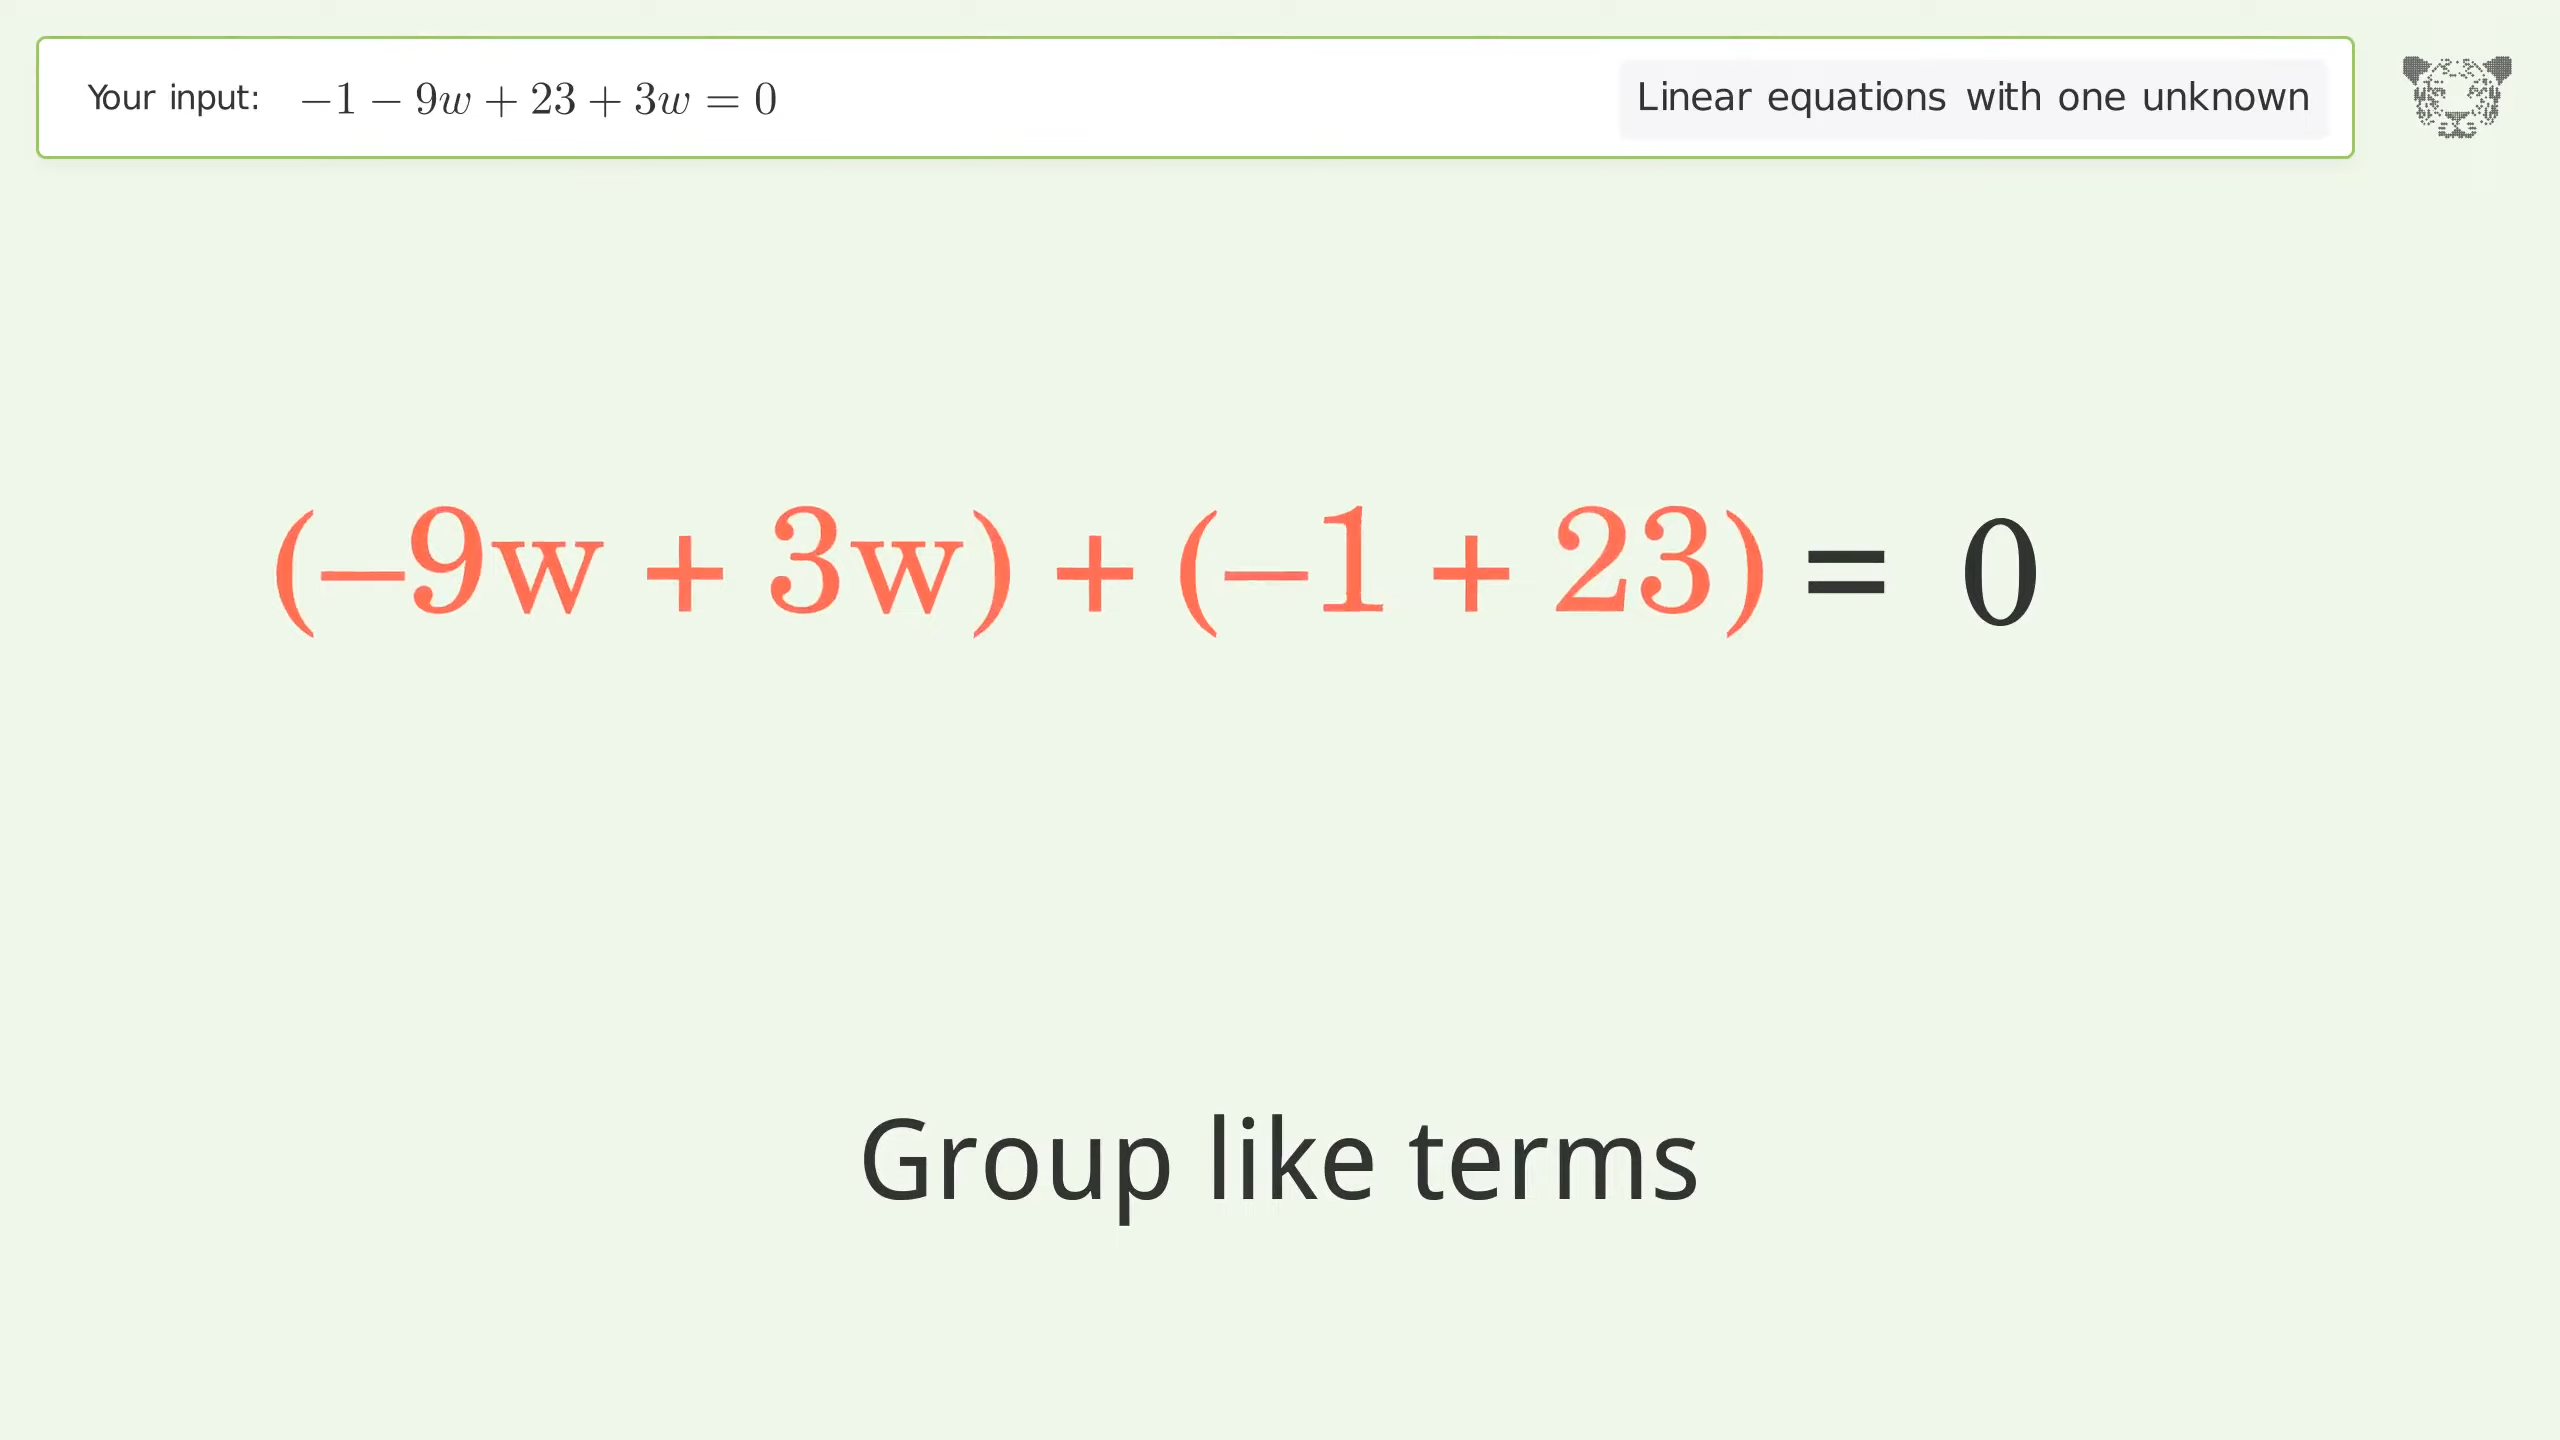 Your input: −1 − 9w + 23 + 3w = 0 Linear equations with one unknown
(−9w + 3w) + (−1 + 23) = 0
Group like terms